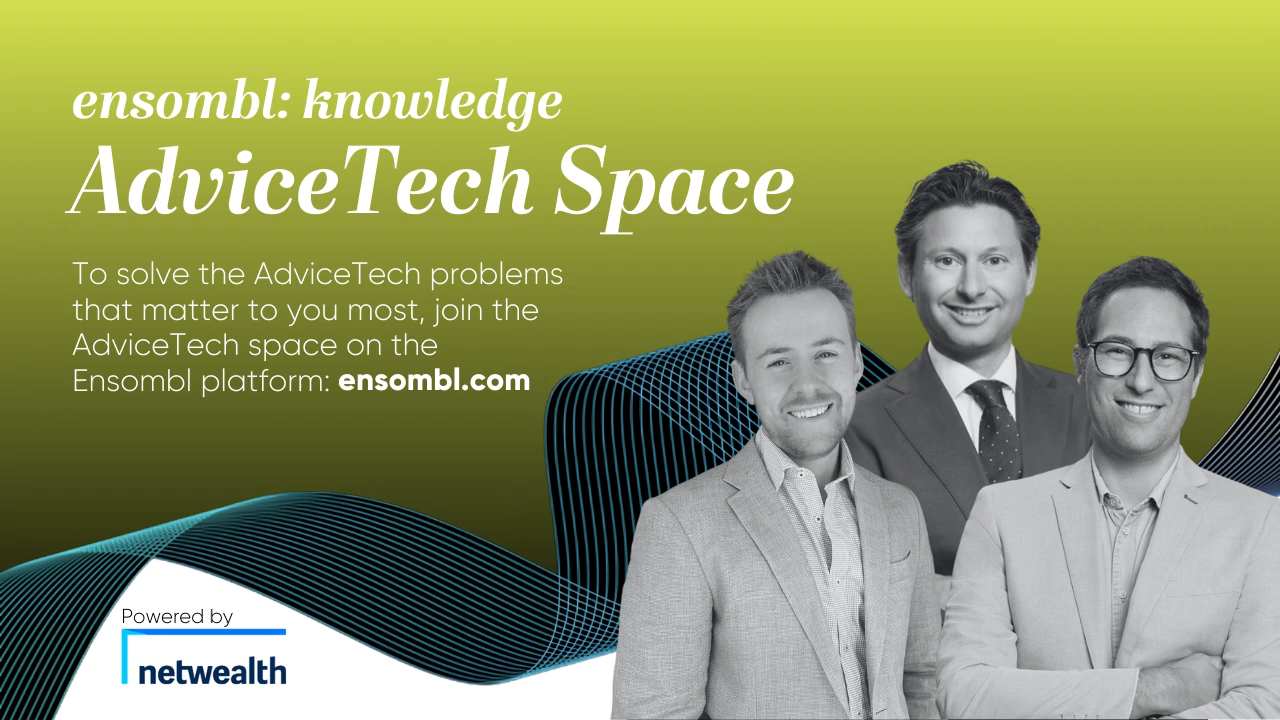 ensombl: knowledge
AdviceTech Space
To solve the AdviceTech problems
that matter to you most, join the
AdviceTech space on the
Ensombl platform: ensombl.com
Powered by
netwealth